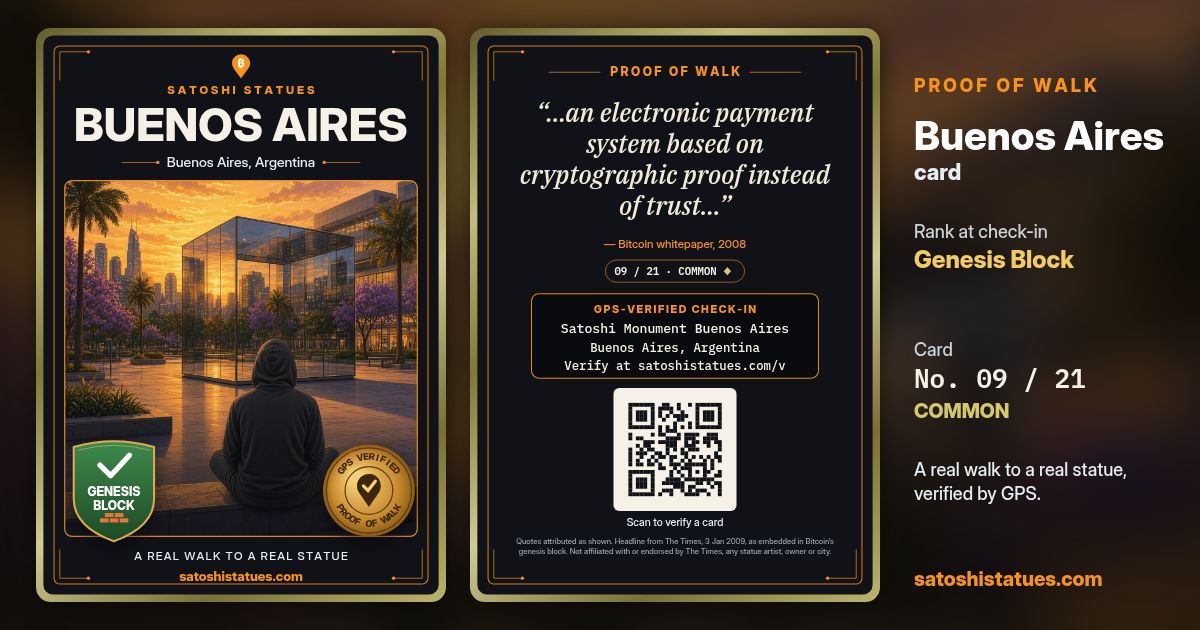 SATOSHI STATUES
BUENOS AIRES
Buenos Aires, Argentina
GENESIS
BLOCK
GPS VERIFIED
PROOF OF WALK
A REAL WALK TO A REAL STATUE
satoshistatues.com
PROOF OF WALK
“...an electronic payment
system based on
cryptographic proof instead
of trust...”
— Bitcoin whitepaper, 2008
09 / 21 · COMMON ◆
GPS-VERIFIED CHECK-IN
Satoshi Monument Buenos Aires
Buenos Aires, Argentina
Verify at satoshistatues.com/v
Scan to verify a card
Quotes attributed as shown. Headline from The Times, 3 Jan 2009, as embedded in Bitcoin's
genesis block. Not affiliated with or endorsed by The Times, any statue artist, owner or city.
PROOF OF WALK
Buenos Aires
card
Rank at check-in
Genesis Block
Card
No. 09 / 21
COMMON
A real walk to a real statue,
verified by GPS.
satoshistatues.com